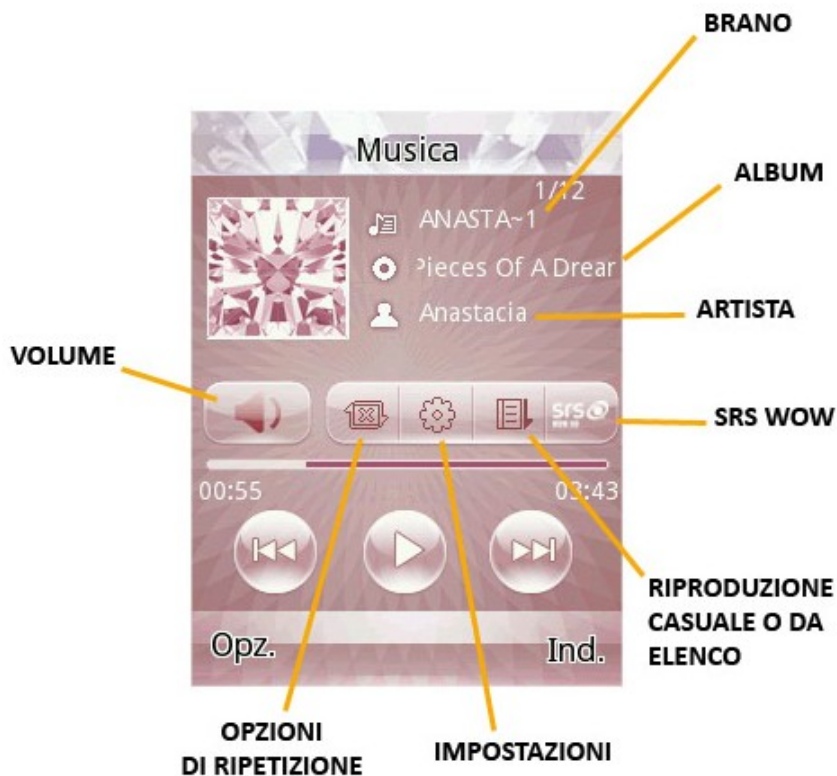 BRANO
Musica
1/12
ALBUM
ANASTA~1
Pieces Of A Drear
Anastacia
ARTISTA
VOLUME
SRS
SRS WOW
00:55
03:43
RIPRODUZIONE
CASUALE O DA
ELENCO
Opz.
Ind.
OPZIONI
DI RIPETIZIONE
IMPOSTAZIONI